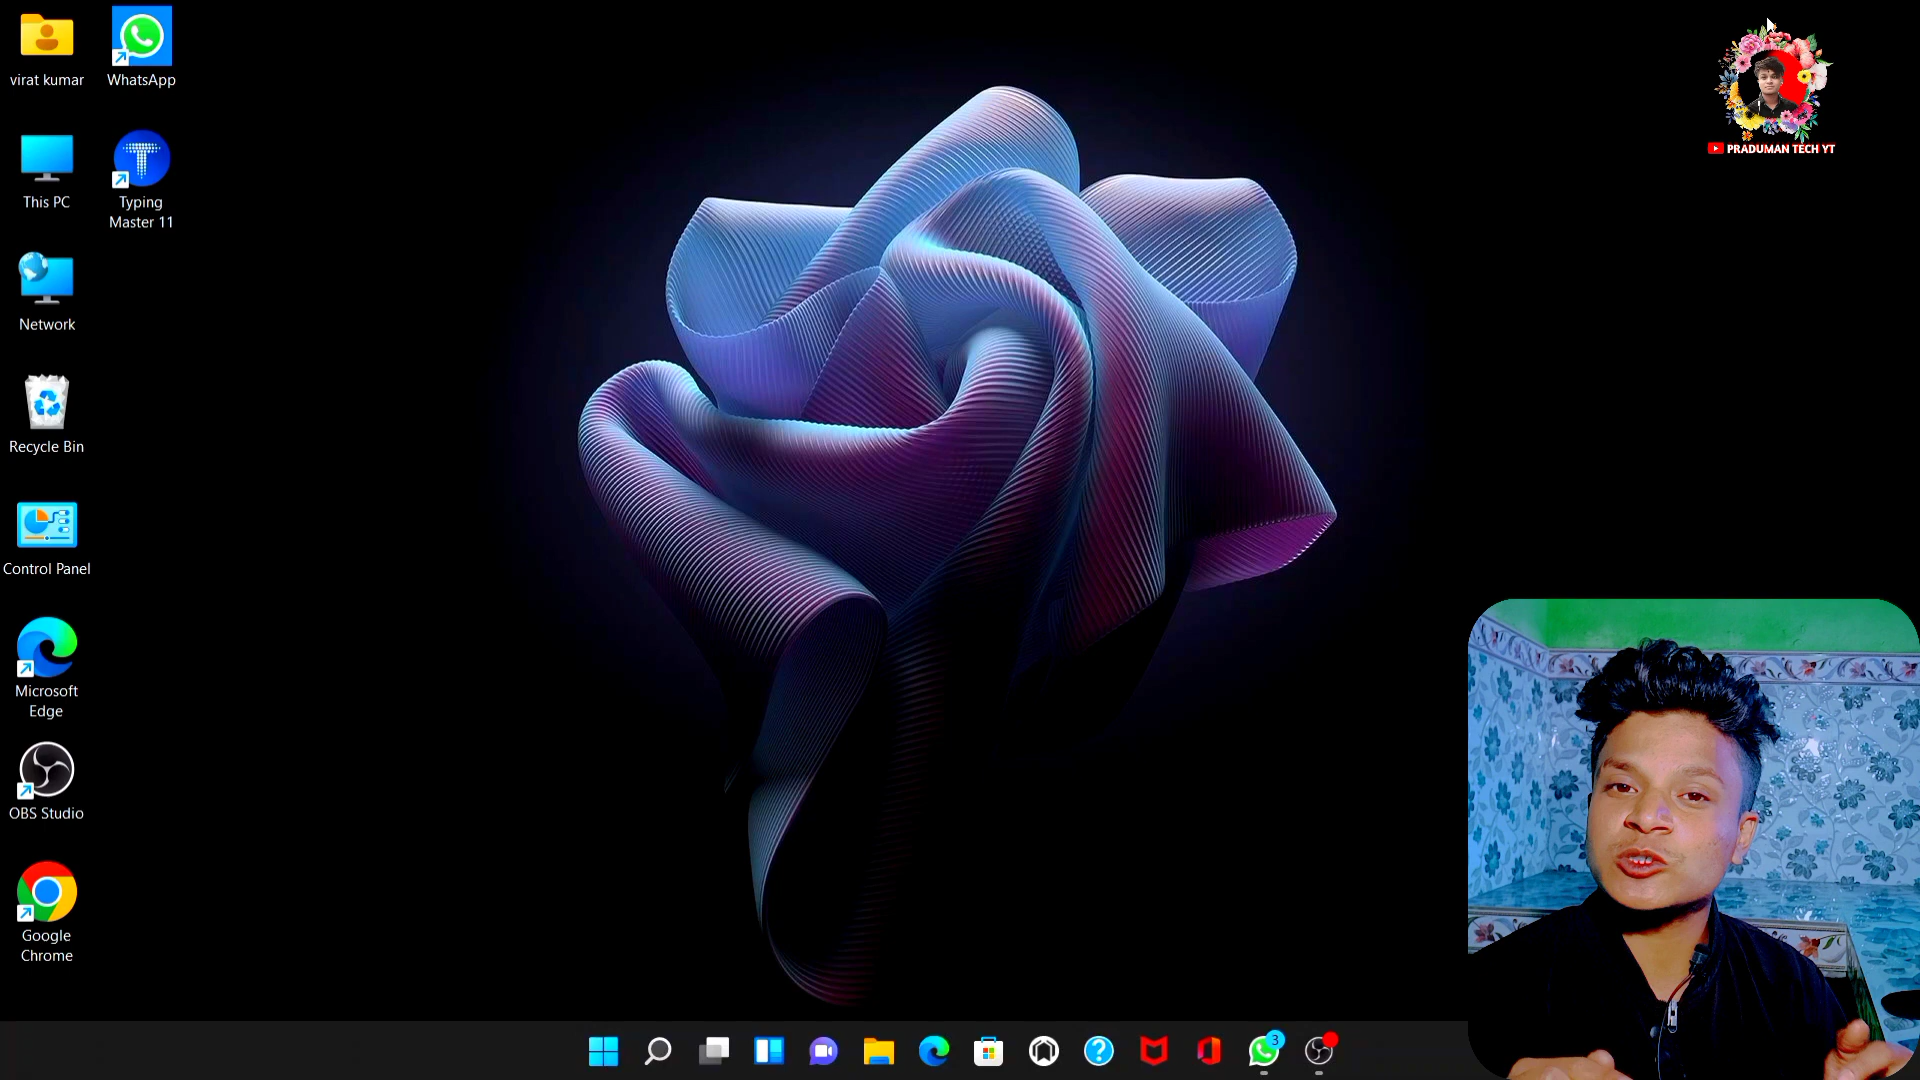 virat kumar
WhatsApp
This PC
Typing
Master 11
Network
Recycle Bin
Control Panel
Microsoft
Edge
OBS Studio
Google
Chrome
PRADUMAN TECH YT
3